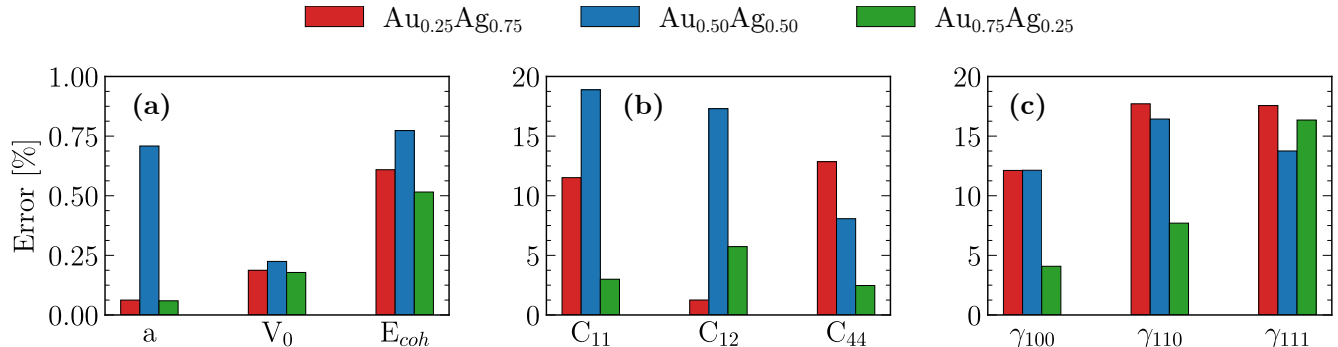 Au₀.₂₅Ag₀.₇₅ Au₀.₅₀Ag₀.₅₀ Au₀.₇₅Ag₀.₂₅
Error [%]
1.00
0.75
0.50
0.25
0.00
(a)
a V₀ E_coh
20
15
10
5
0
(b)
C₁₁ C₁₂ C₄₄
20
15
10
5
0
(c)
γ₁₀₀ γ₁₁₀ γ₁₁₁